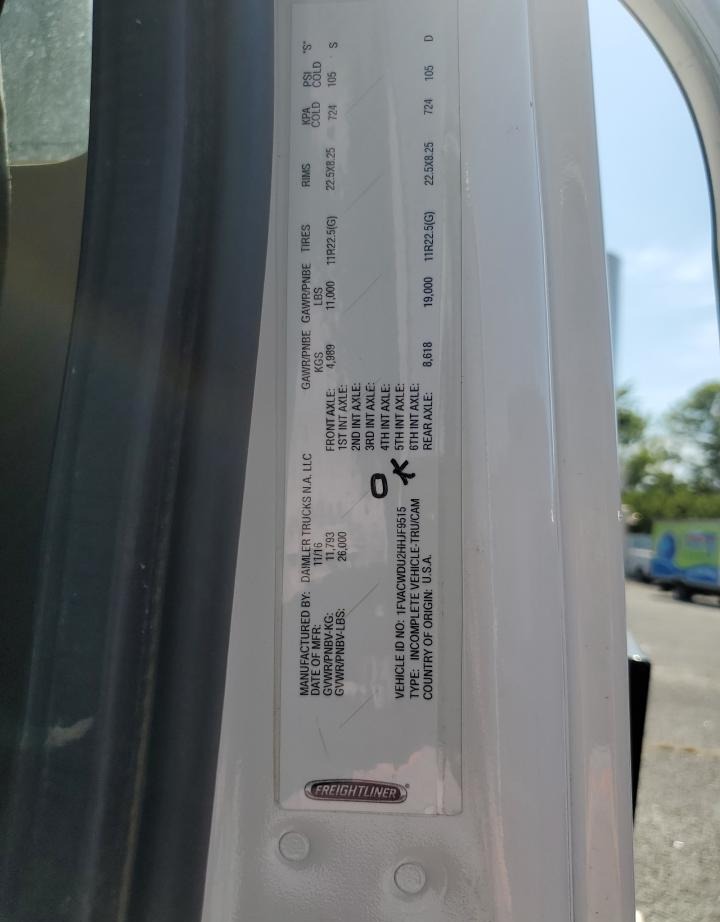 FREIGHTLINER
MANUFACTURED BY: DAIMLER TRUCKS N.A. LLC
DATE OF MFR: 11/16
GVWR/PNBV-KG: 11,793
GVWR/PNBV-LBS: 26,000
VEHICLE ID NO: 1FVACWDU2HHJF9515
TYPE: INCOMPLETE VEHICLE-TRU/CAM
COUNTRY OF ORIGIN: U.S.A.
OK
GAWR/PNBE GAWR/PNBE TIRES RIMS KPA PSI "S"
KGS LBS COLD COLD
FRONT AXLE: 4,989 11,000 11R22.5(G) 22.5X8.25 724 105 S
1ST INT AXLE:
2ND INT AXLE:
3RD INT AXLE:
4TH INT AXLE:
5TH INT AXLE:
6TH INT AXLE:
REAR AXLE: 8,618 19,000 11R22.5(G) 22.5X8.25 724 105 D